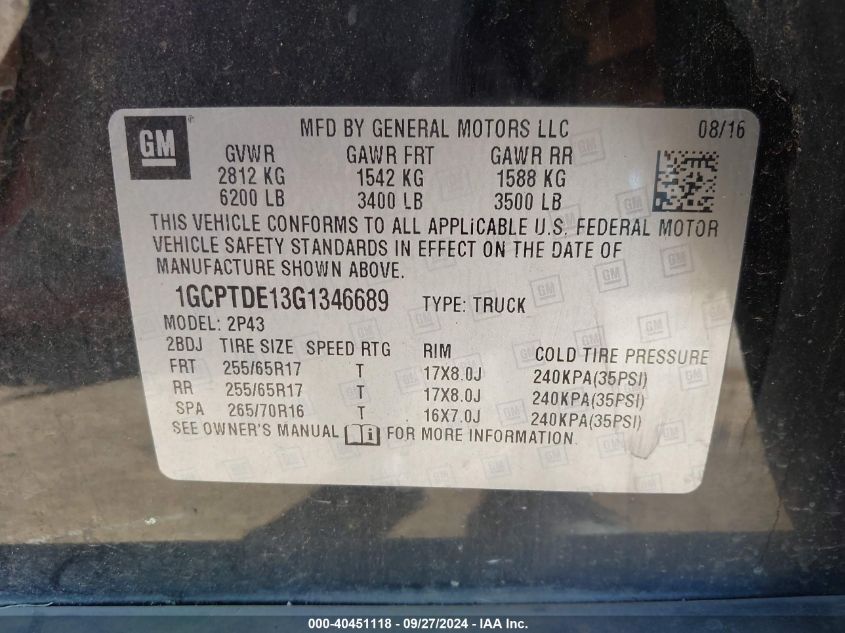 GM
MFD BY GENERAL MOTORS LLC 08/16
GVWR GAWR FRT GAWR RR
2812 KG 1542 KG 1588 KG
6200 LB 3400 LB 3500 LB
THIS VEHICLE CONFORMS TO ALL APPLICABLE U.S. FEDERAL MOTOR
VEHICLE SAFETY STANDARDS IN EFFECT ON THE DATE OF
MANUFACTURE SHOWN ABOVE.
1GCPTDE13G1346689 TYPE: TRUCK
MODEL: 2P43
2BDJ TIRE SIZE SPEED RTG RIM COLD TIRE PRESSURE
FRT 255/65R17 T 17X8.0J 240KPA(35PSI)
RR 255/65R17 T 17X8.0J 240KPA(35PSI)
SPA 265/70R16 T 16X7.0J 240KPA(35PSI)
SEE OWNER'S MANUAL FOR MORE INFORMATION.
000-40451118 - 09/27/2024 - WWW.IAAI.COM